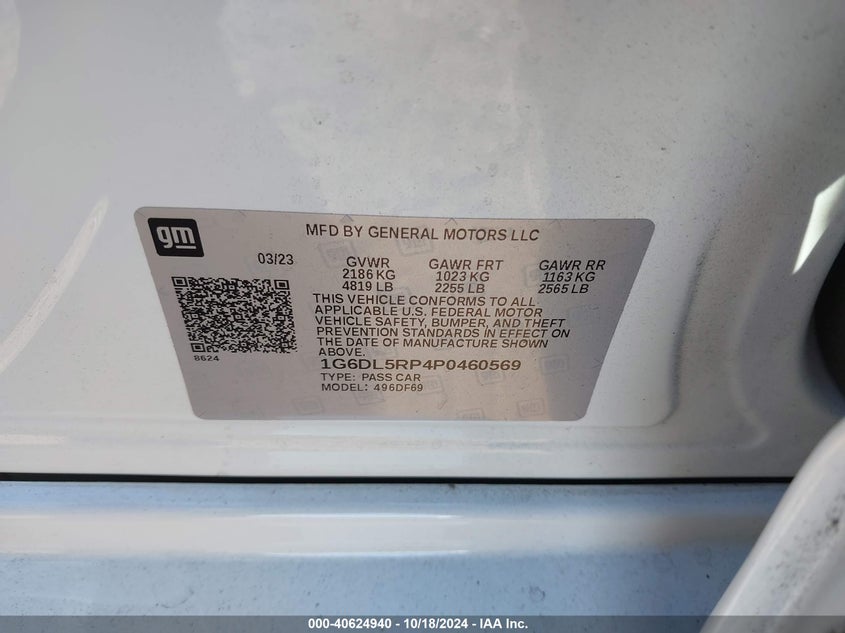 gm
MFD BY GENERAL MOTORS LLC
03/23
GVWR GAWR FRT GAWR RR
2186 KG 1023 KG 1163 KG
4819 LB 2255 LB 2565 LB
THIS VEHICLE CONFORMS TO ALL
APPLICABLE U.S. FEDERAL MOTOR
VEHICLE SAFETY, BUMPER, AND THEFT
PREVENTION STANDARDS IN EFFECT ON
THE DATE OF MANUFACTURE SHOWN
ABOVE.
8624
1G6DL5RP4P0460569
TYPE: PASS CAR
MODEL: 496DF69
000-40624940 - 10/18/2024 - IAA Inc.